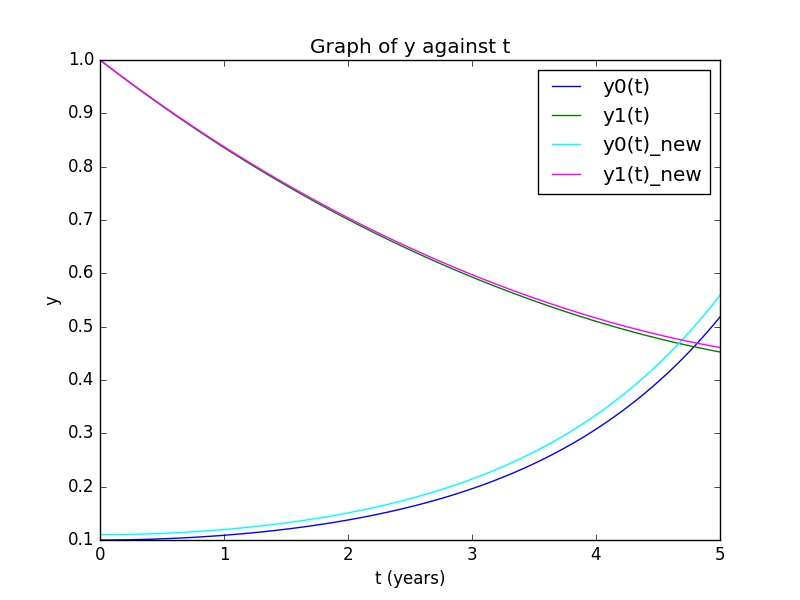 Graph of y against t
1.0
0.9
0.8
0.7
0.6
0.5
0.4
0.3
0.2
0.1
y
y0(t)
y1(t)
y0(t)_new
y1(t)_new
0 1 2 3 4 5
t (years)